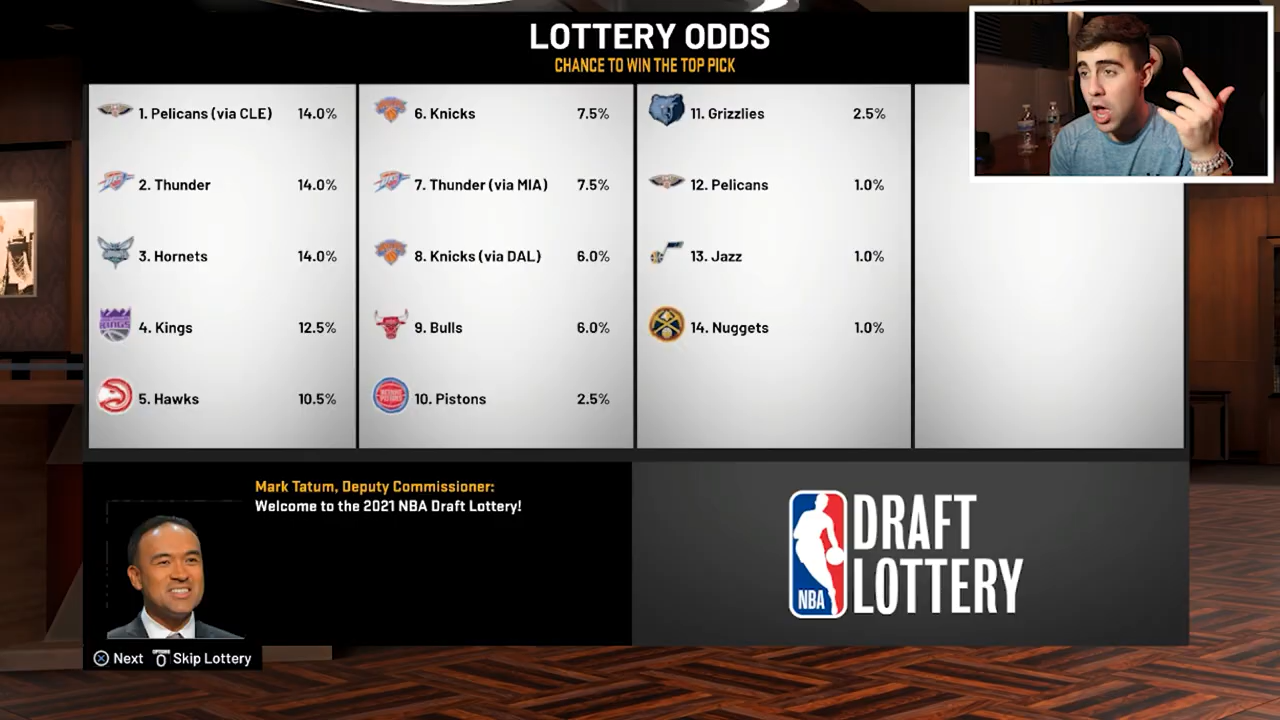 LOTTERY ODDS
CHANCE TO WIN THE TOP PICK
1. Pelicans (via CLE) 14.0%
2. Thunder 14.0%
3. Hornets 14.0%
4. Kings 12.5%
5. Hawks 10.5%
6. Knicks 7.5%
7. Thunder (via MIA) 7.5%
8. Knicks (via DAL) 6.0%
9. Bulls 6.0%
10. Pistons 2.5%
11. Grizzlies 2.5%
12. Pelicans 1.0%
13. Jazz 1.0%
14. Nuggets 1.0%
Mark Tatum, Deputy Commissioner:
Welcome to the 2021 NBA Draft Lottery!
DRAFT
LOTTERY
NBA
Next OPTIONS Skip Lottery